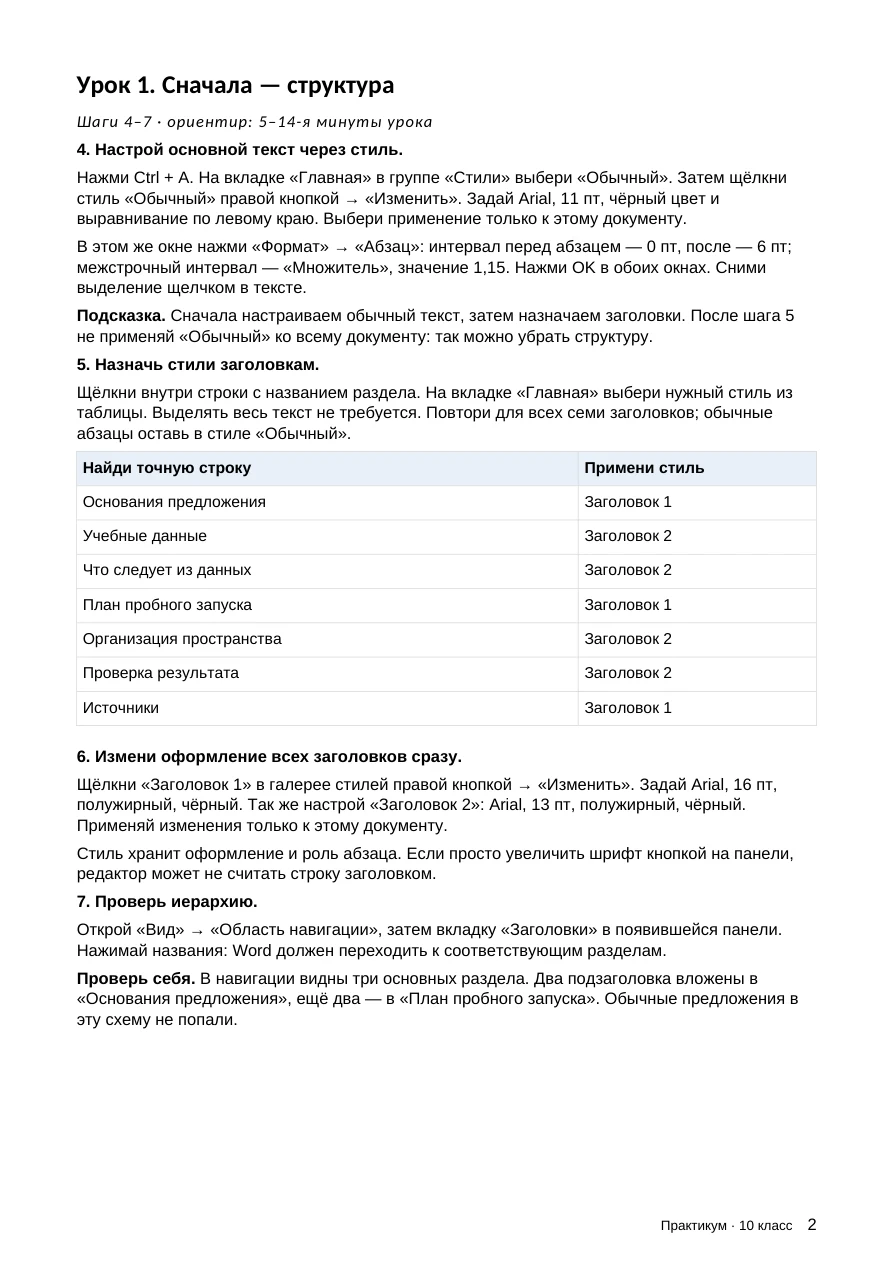 Урок 1. Сначала — структура
Шаги 4–7 · ориентир: 5–14-я минуты урока
4. Настрой основной текст через стиль.
Нажми Ctrl + A. На вкладке «Главная» в группе «Стили» выбери «Обычный». Затем щёлкни
стиль «Обычный» правой кнопкой → «Изменить». Задай Arial, 11 пт, чёрный цвет и
выравнивание по левому краю. Выбери применение только к этому документу.
В этом же окне нажми «Формат» → «Абзац»: интервал перед абзацем — 0 пт, после — 6 пт;
межстрочный интервал — «Множитель», значение 1,15. Нажми OK в обоих окнах. Сними
выделение щелчком в тексте.
Подсказка. Сначала настраиваем обычный текст, затем назначаем заголовки. После шага 5
не применяй «Обычный» ко всему документу: так можно убрать структуру.
5. Назначь стили заголовкам.
Щёлкни внутри строки с названием раздела. На вкладке «Главная» выбери нужный стиль из
таблицы. Выделять весь текст не требуется. Повтори для всех семи заголовков; обычные
абзацы оставь в стиле «Обычный».
Найди точную строку Примени стиль
Основания предложения Заголовок 1
Учебные данные Заголовок 2
Что следует из данных Заголовок 2
План пробного запуска Заголовок 1
Организация пространства Заголовок 2
Проверка результата Заголовок 2
Источники Заголовок 1
6. Измени оформление всех заголовков сразу.
Щёлкни «Заголовок 1» в галерее стилей правой кнопкой → «Изменить». Задай Arial, 16 пт,
полужирный, чёрный. Так же настрой «Заголовок 2»: Arial, 13 пт, полужирный, чёрный.
Применяй изменения только к этому документу.
Стиль хранит оформление и роль абзаца. Если просто увеличить шрифт кнопкой на панели,
редактор может не считать строку заголовком.
7. Проверь иерархию.
Открой «Вид» → «Область навигации», затем вкладку «Заголовки» в появившейся панели.
Нажимай названия: Word должен переходить к соответствующим разделам.
Проверь себя. В навигации видны три основных раздела. Два подзаголовка вложены в
«Основания предложения», ещё два — в «План пробного запуска». Обычные предложения в
эту схему не попали.
Практикум · 10 класс 2